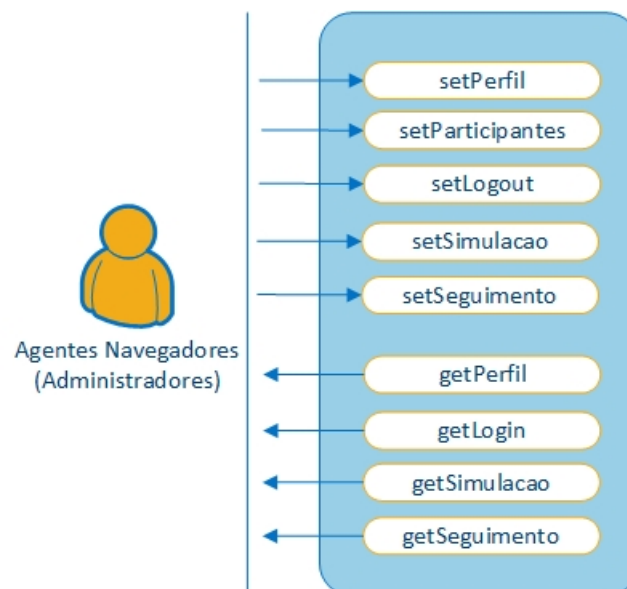 setPerfil
setParticipantes
setLogout
setSimulacao
setSeguimento
Agentes Navegadores
(Administradores)
getPerfil
getLogin
getSimulacao
getSeguimento